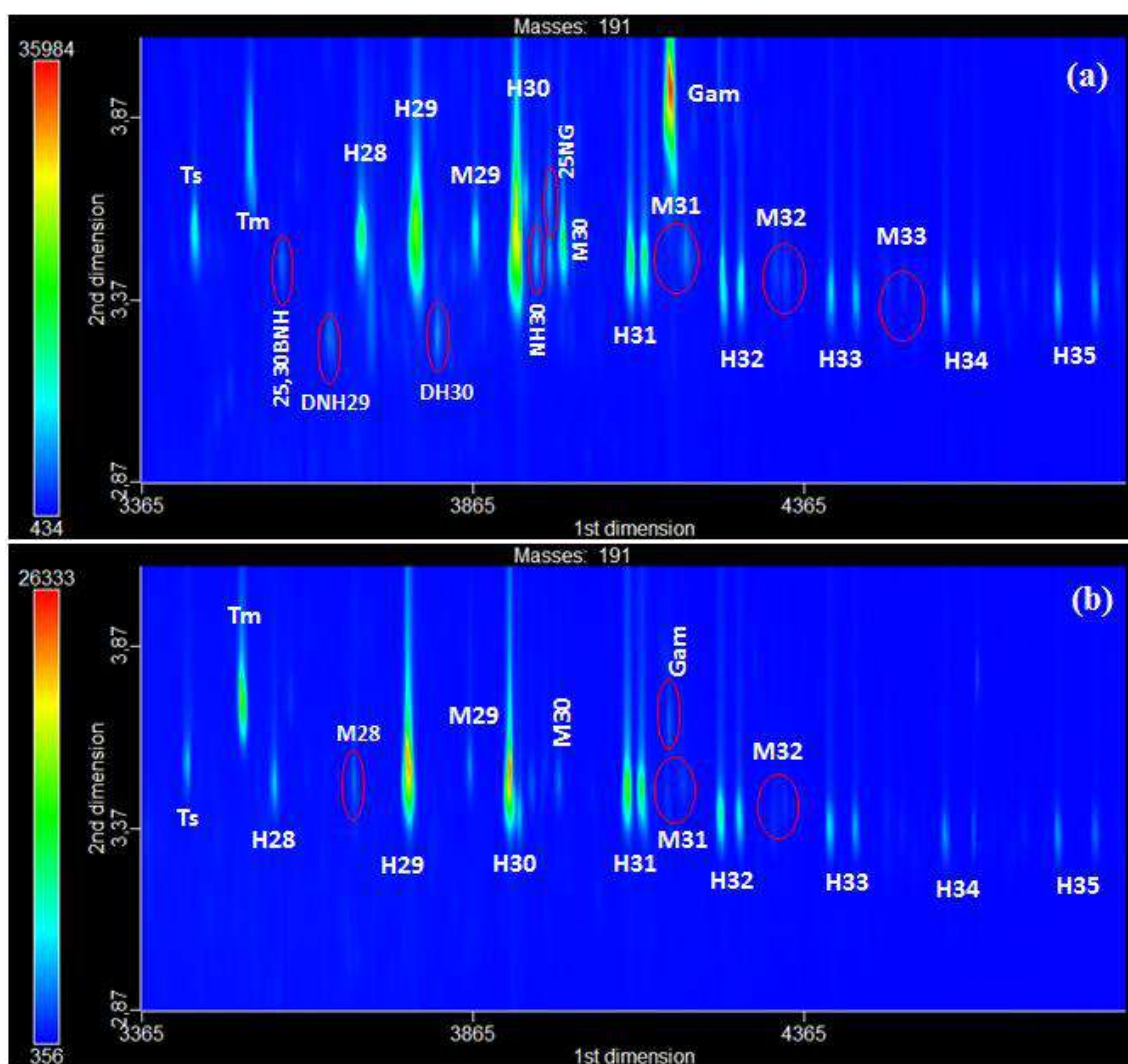 Masses: 191
35984
(a)
H30
Gam
H29
3,87
25NG
H28
M29
Ts
M31
M32
M33
Tm
M30
2nd dimension
3,37
25,30BNH
NH30
H31
H32
H33
H34
H35
DNH29
DH30
2,87
434
3365
3865
4365
1st dimension
Masses: 191
26333
(b)
Tm
Gam
3,87
M29
M30
M28
M32
2nd dimension
3,37
Ts
H28
H29
H30
H31
M31
H32
H33
H34
H35
2,87
356
3365
3865
4365
1st dimension